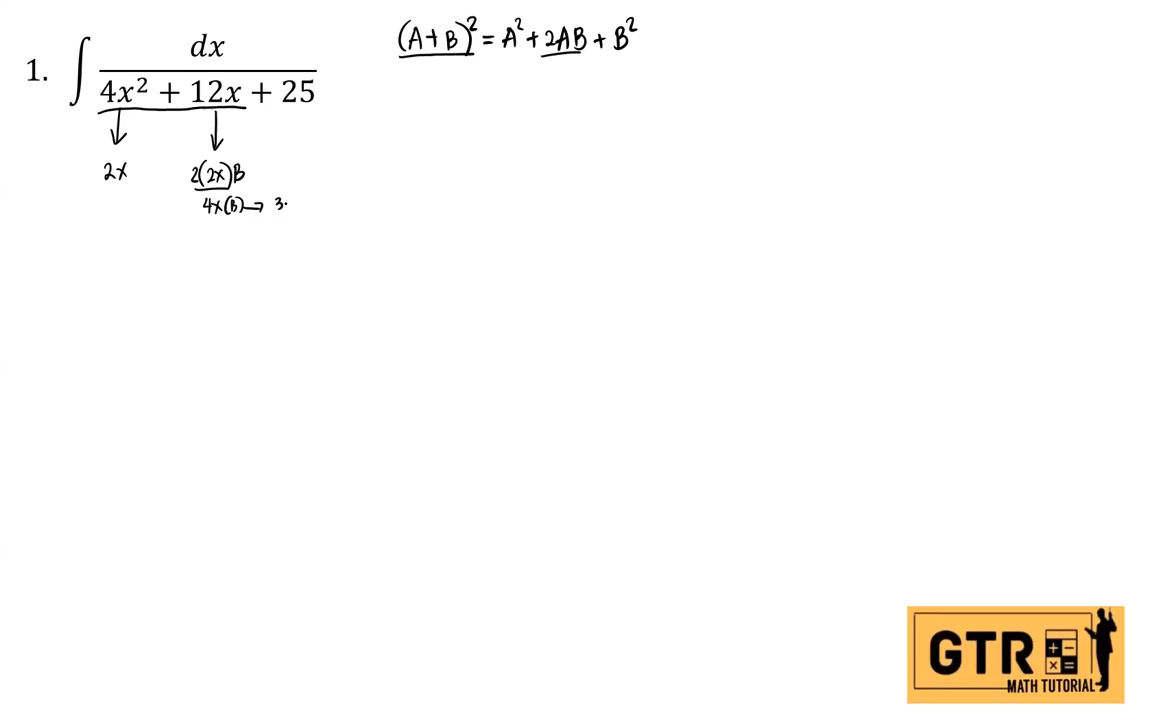 1. ∫ dx / (4x² + 12x + 25)
(A+B)² = A² + 2AB + B²
2x
2(2x)B
4x(B) → 3.
GTR
MATH TUTORIAL